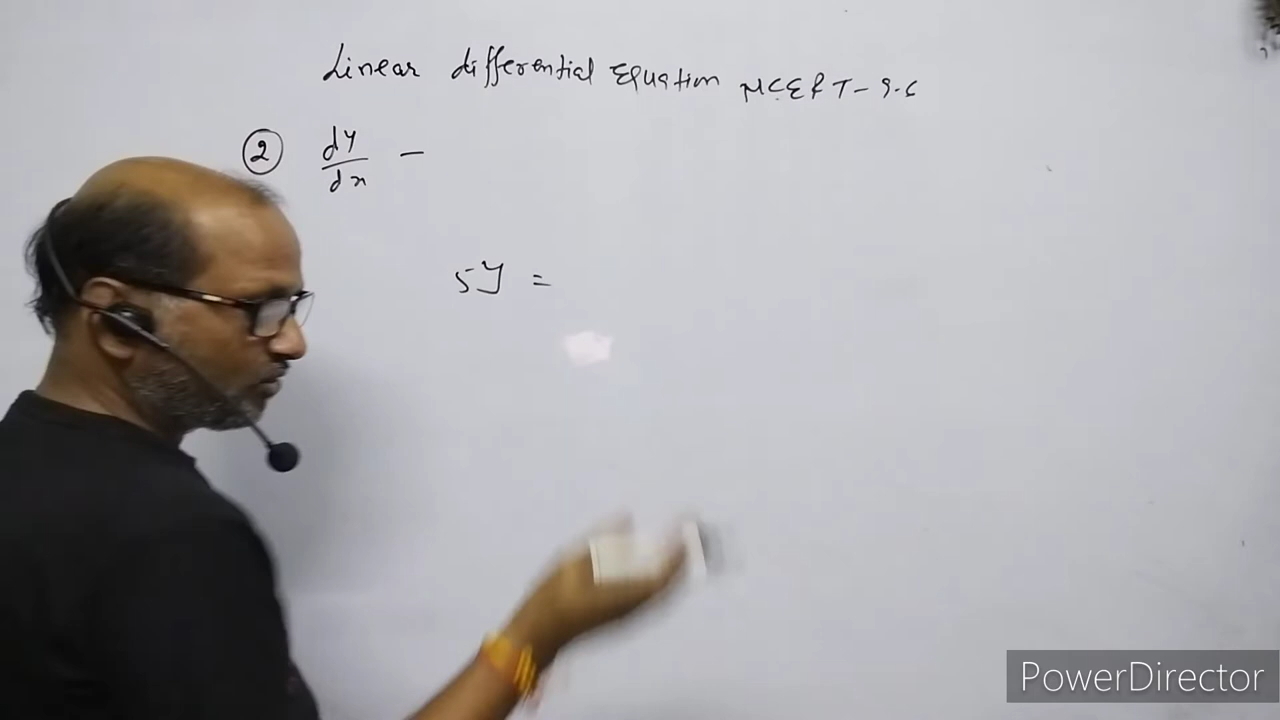 Linear differential Equation NCERT-9.6
② dy/dx -
5y =
PowerDirector